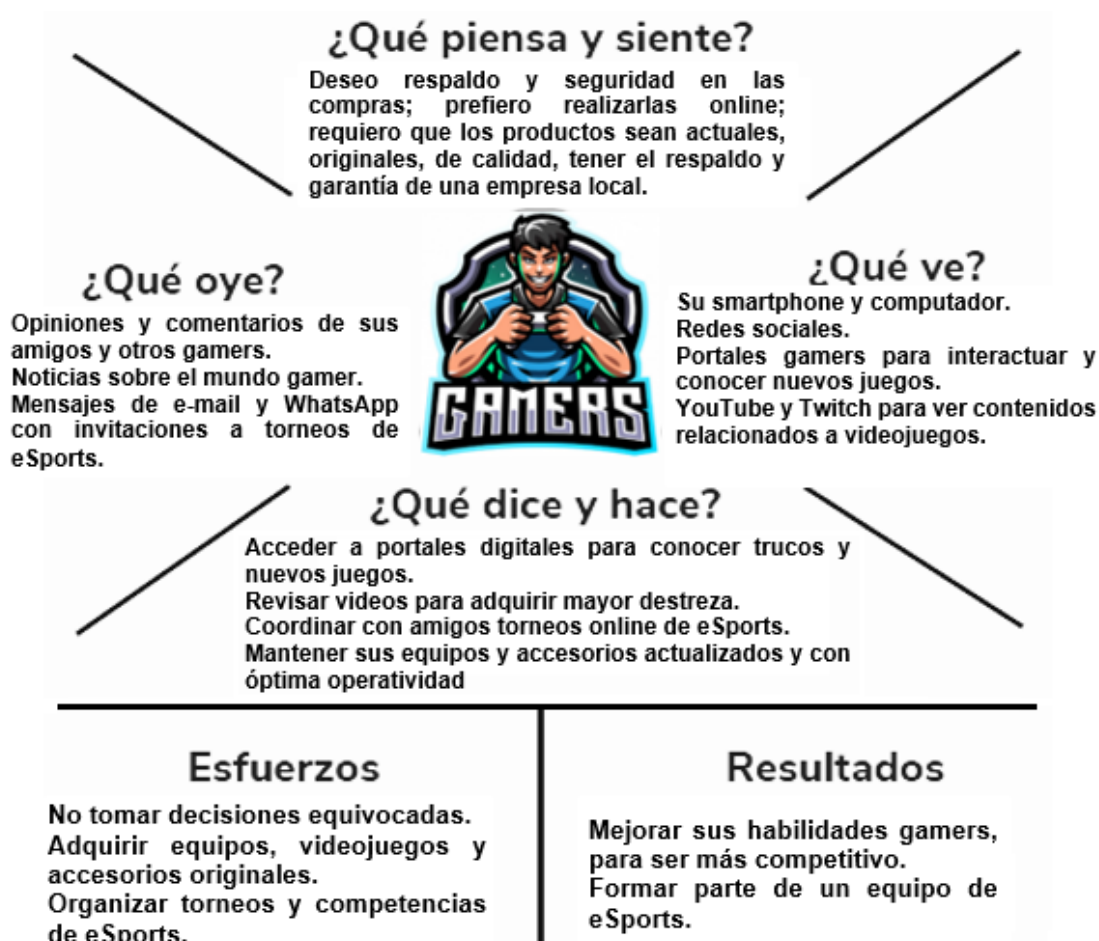 ¿Qué piensa y siente?
Deseo respaldo y seguridad en las
compras; prefiero realizarlas online;
requiero que los productos sean actuales,
originales, de calidad, tener el respaldo y
garantía de una empresa local.
¿Qué oye?
Opiniones y comentarios de sus
amigos y otros gamers.
Noticias sobre el mundo gamer.
Mensajes de e-mail y WhatsApp
con invitaciones a torneos de
eSports.
GAMERS
¿Qué ve?
Su smartphone y computador.
Redes sociales.
Portales gamers para interactuar y
conocer nuevos juegos.
YouTube y Twitch para ver contenidos
relacionados a videojuegos.
¿Qué dice y hace?
Acceder a portales digitales para conocer trucos y
nuevos juegos.
Revisar videos para adquirir mayor destreza.
Coordinar con amigos torneos online de eSports.
Mantener sus equipos y accesorios actualizados y con
óptima operatividad
Esfuerzos
No tomar decisiones equivocadas.
Adquirir equipos, videojuegos y
accesorios originales.
Organizar torneos y competencias
de eSports.
Resultados
Mejorar sus habilidades gamers,
para ser más competitivo.
Formar parte de un equipo de
eSports.